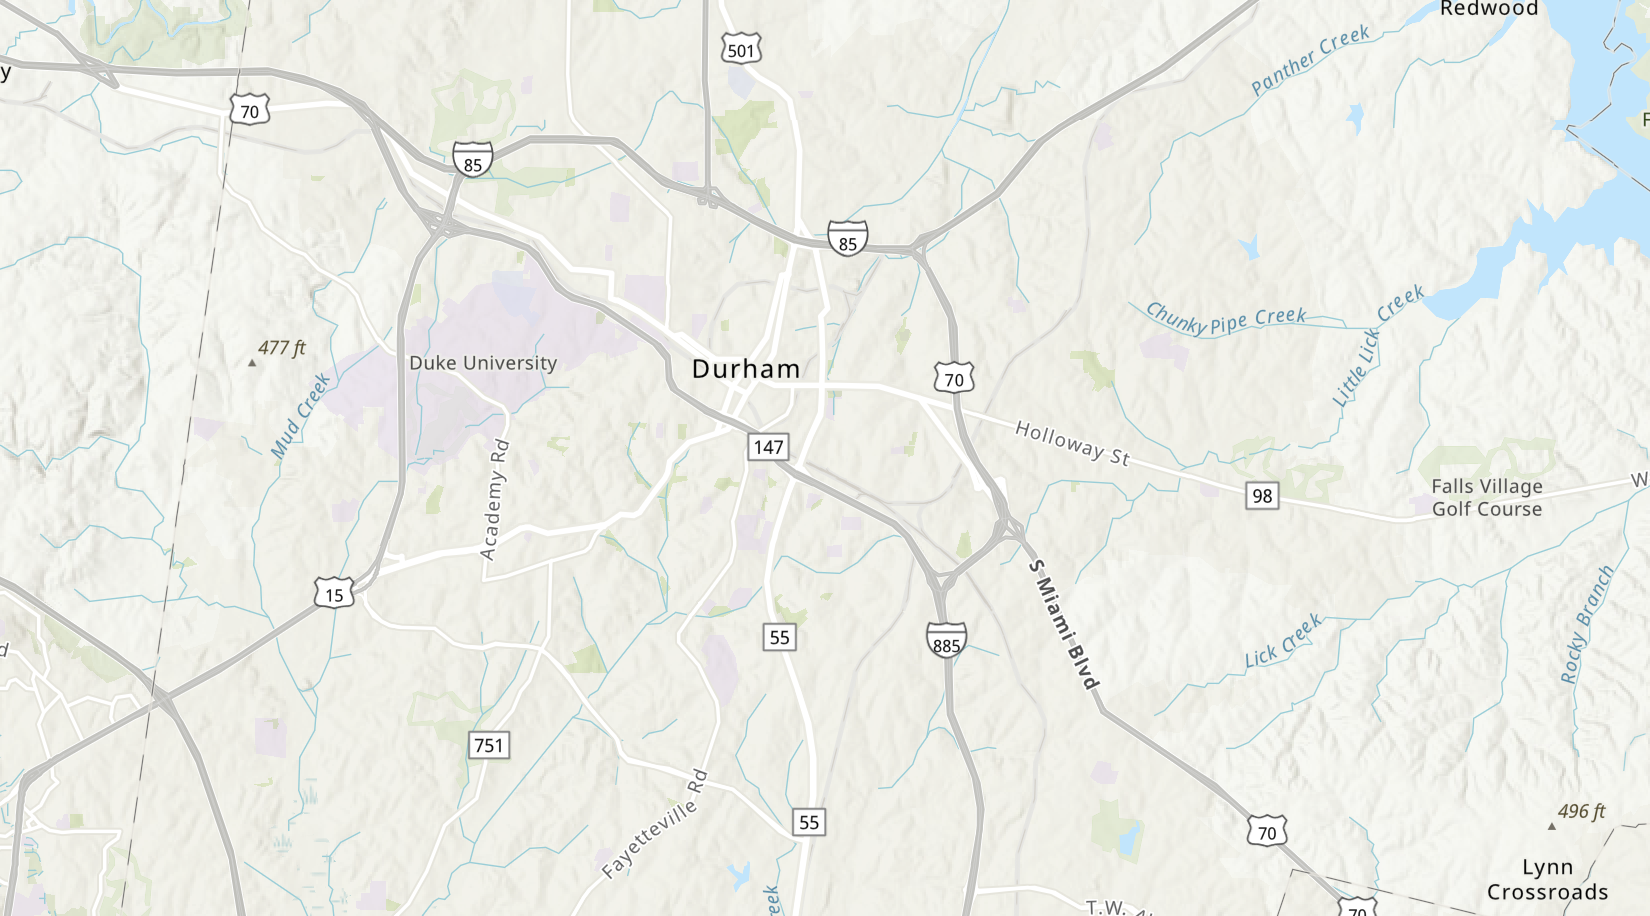 Redwood
501
Panther Creek
y
70
85
85
Chunky Pipe Creek
Little Lick Creek
477 ft
Duke University
Durham
70
Mud Creek
Academy Rd
147
Holloway St
98
Falls Village
Golf Course
W
15
S Miami Blvd
55
885
Lick Creek
Rocky Branch
d
751
Fayetteville Rd
55
70
496 ft
Lynn
Crossroads
reek
T.W.
70
F